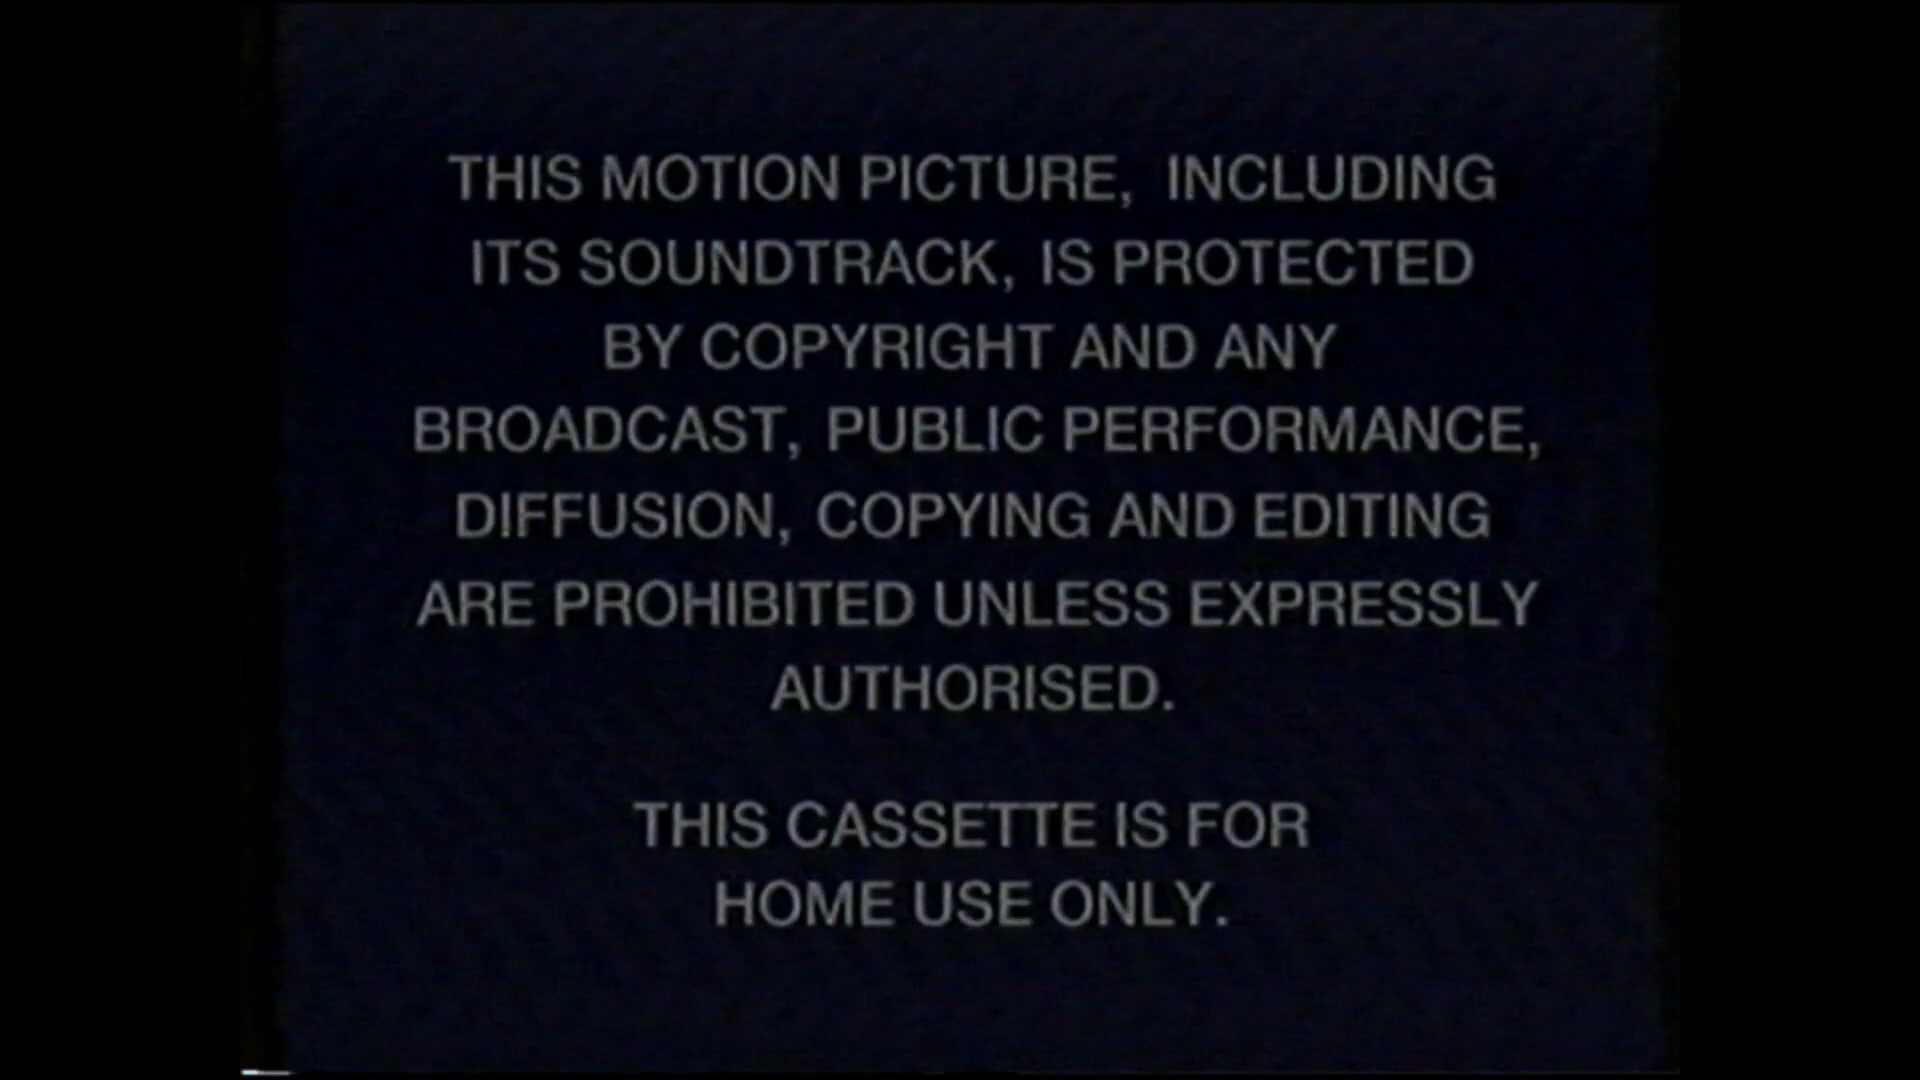 THIS MOTION PICTURE, INCLUDING
ITS SOUNDTRACK, IS PROTECTED
BY COPYRIGHT AND ANY
BROADCAST, PUBLIC PERFORMANCE,
DIFFUSION, COPYING AND EDITING
ARE PROHIBITED UNLESS EXPRESSLY
AUTHORISED.
THIS CASSETTE IS FOR
HOME USE ONLY.